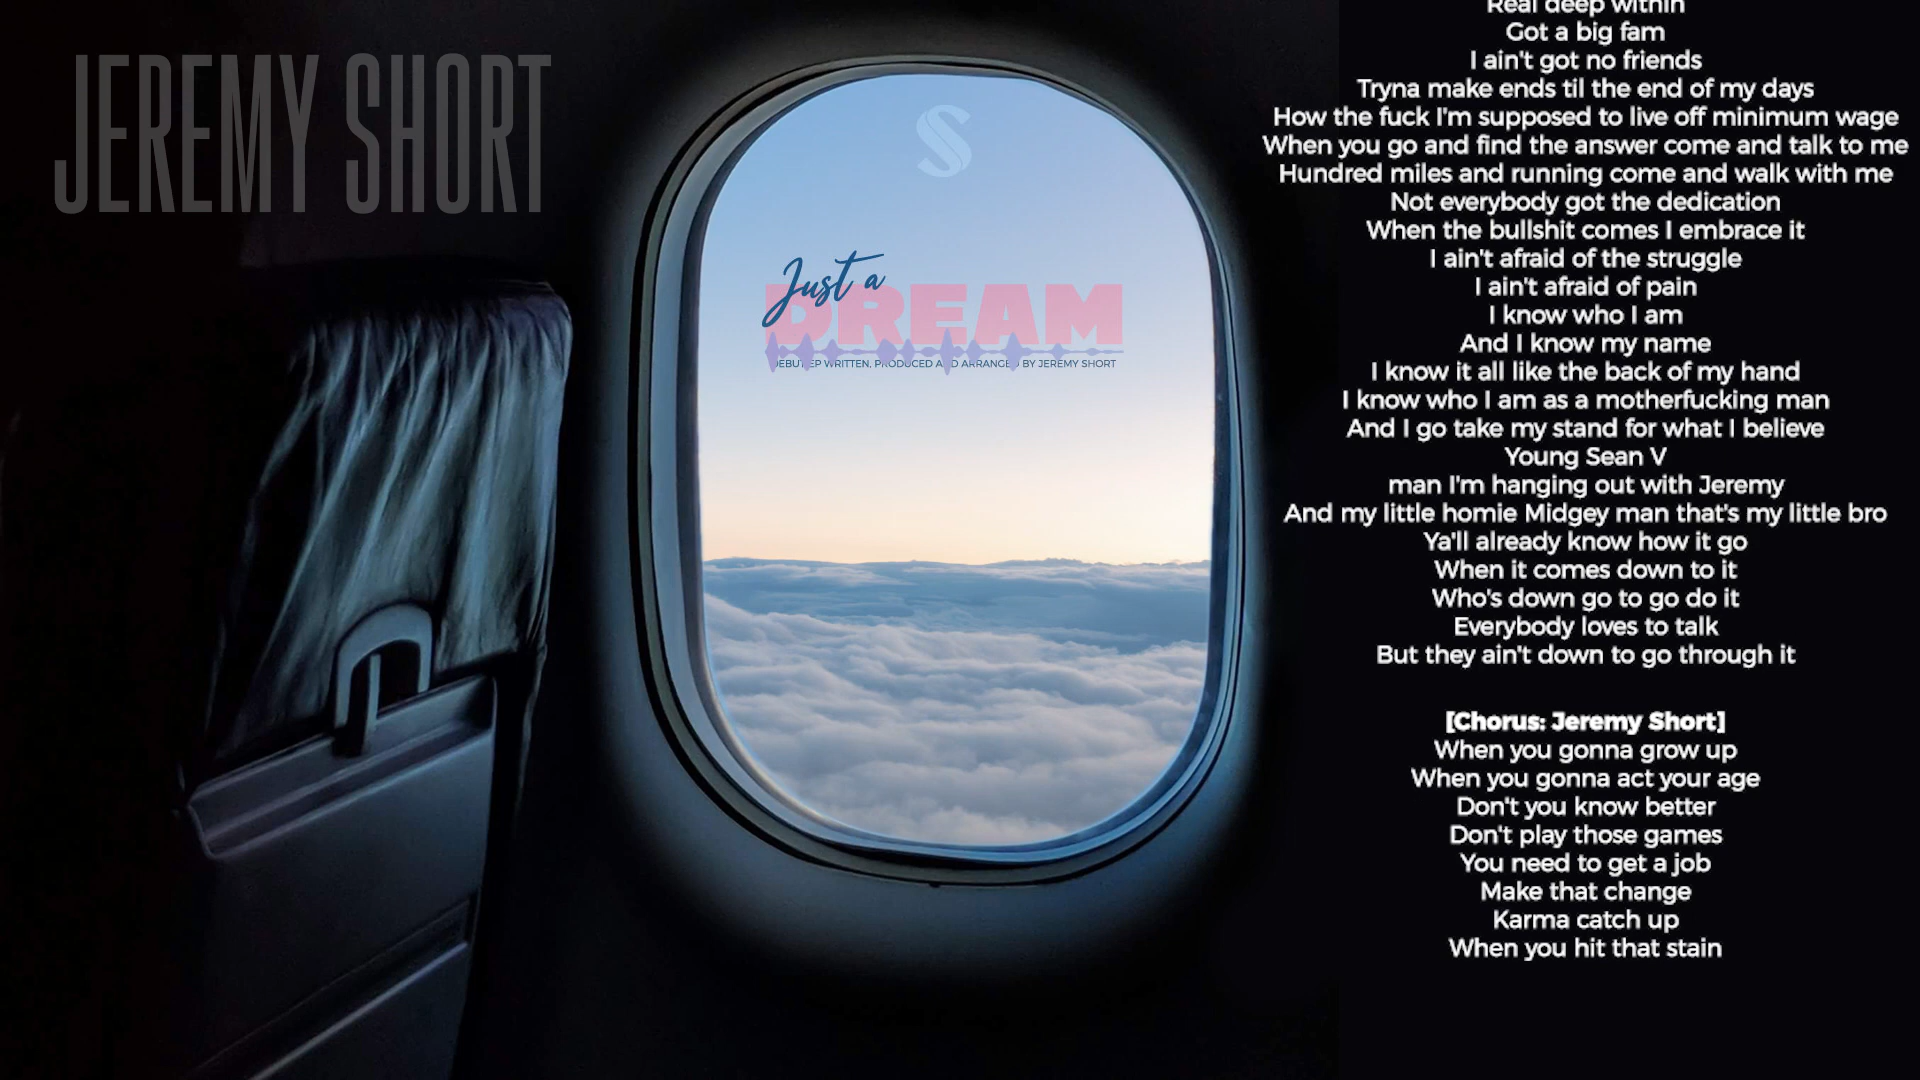 JEREMY SHORT
S
Just a
DREAM
DEBUT EP WRITTEN, PRODUCED AND ARRANGED BY JEREMY SHORT
Real deep within
Got a big fam
I ain't got no friends
Tryna make ends til the end of my days
How the fuck I'm supposed to live off minimum wage
When you go and find the answer come and talk to me
Hundred miles and running come and walk with me
Not everybody got the dedication
When the bullshit comes I embrace it
I ain't afraid of the struggle
I ain't afraid of pain
I know who I am
And I know my name
I know it all like the back of my hand
I know who I am as a motherfucking man
And I go take my stand for what I believe
Young Sean V
man I'm hanging out with Jeremy
And my little homie Midgey man that's my little bro
Ya'll already know how it go
When it comes down to it
Who's down go to go do it
Everybody loves to talk
But they ain't down to go through it
[Chorus: Jeremy Short]
When you gonna grow up
When you gonna act your age
Don't you know better
Don't play those games
You need to get a job
Make that change
Karma catch up
When you hit that stain